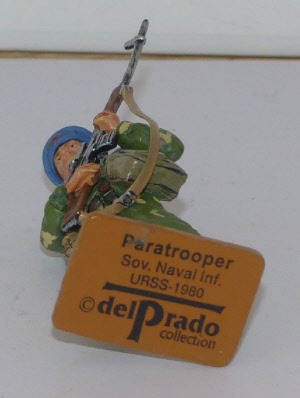 Paratrooper
Sov. Naval Inf.
URSS-1980
© delPrado
collection